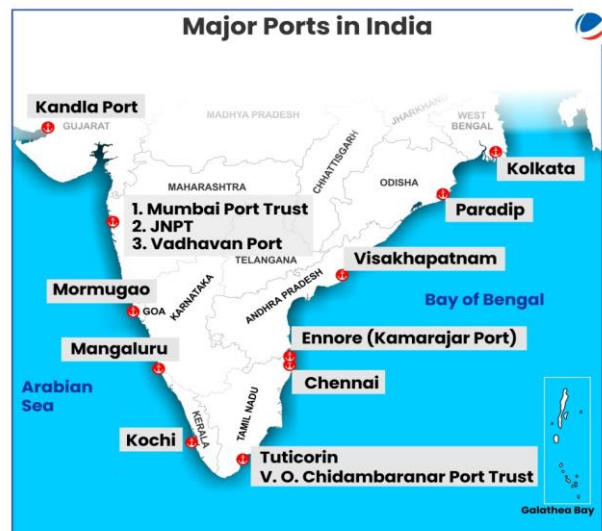 Major Ports in India
Kandla Port
GUJARAT
MADHYA PRADESH
JHARKHAND
WEST
BENGAL
Kolkata
CHHATTISGARH
ODISHA
MAHARASHTRA
Paradip
1. Mumbai Port Trust
2. JNPT
3. Vadhavan Port
TELANGANA
Visakhapatnam
Mormugao
GOA
KARNATAKA
ANDHRA PRADESH
Bay of Bengal
Ennore (Kamarajar Port)
Mangaluru
Chennai
Arabian
Sea
KERALA
TAMIL NADU
Kochi
Tuticorin
V. O. Chidambaranar Port Trust
Galathea Bay